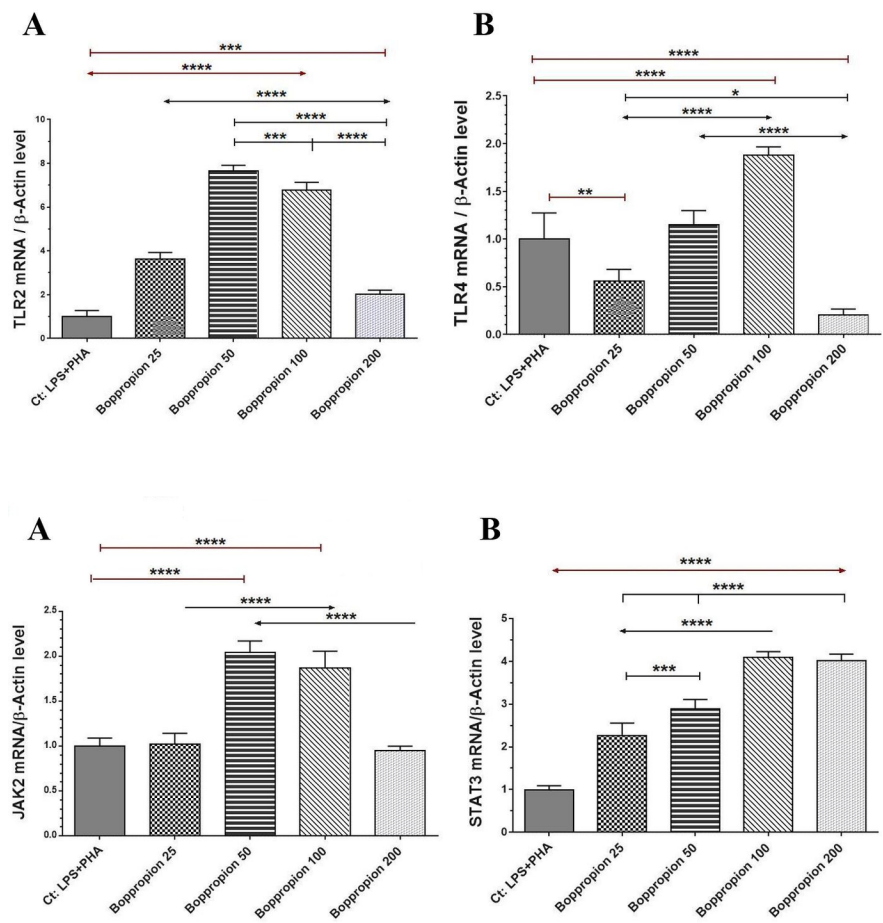 A
***
****
****
****
***
****
TLR2 mRNA / β-Actin level
10
8
6
4
2
0
Ct: LPS+PHA
Boppropion 25
Boppropion 50
Boppropion 100
Boppropion 200
B
****
****
*
****
****
**
TLR4 mRNA / β-Actin level
2.5
2.0
1.5
1.0
0.5
0.0
Ct: LPS+PHA
Boppropion 25
Boppropion 50
Boppropion 100
Boppropion 200
A
****
****
****
****
JAK2 mRNA/β-Actin level
2.5
2.0
1.5
1.0
0.5
0.0
Ct: LPS+PHA
Boppropion 25
Boppropion 50
Boppropion 100
Boppropion 200
B
****
****
****
***
STAT3 mRNA/β-Actin level
5
4
3
2
1
0
Ct: LPS+PHA
Boppropion 25
Boppropion 50
Boppropion 100
Boppropion 200